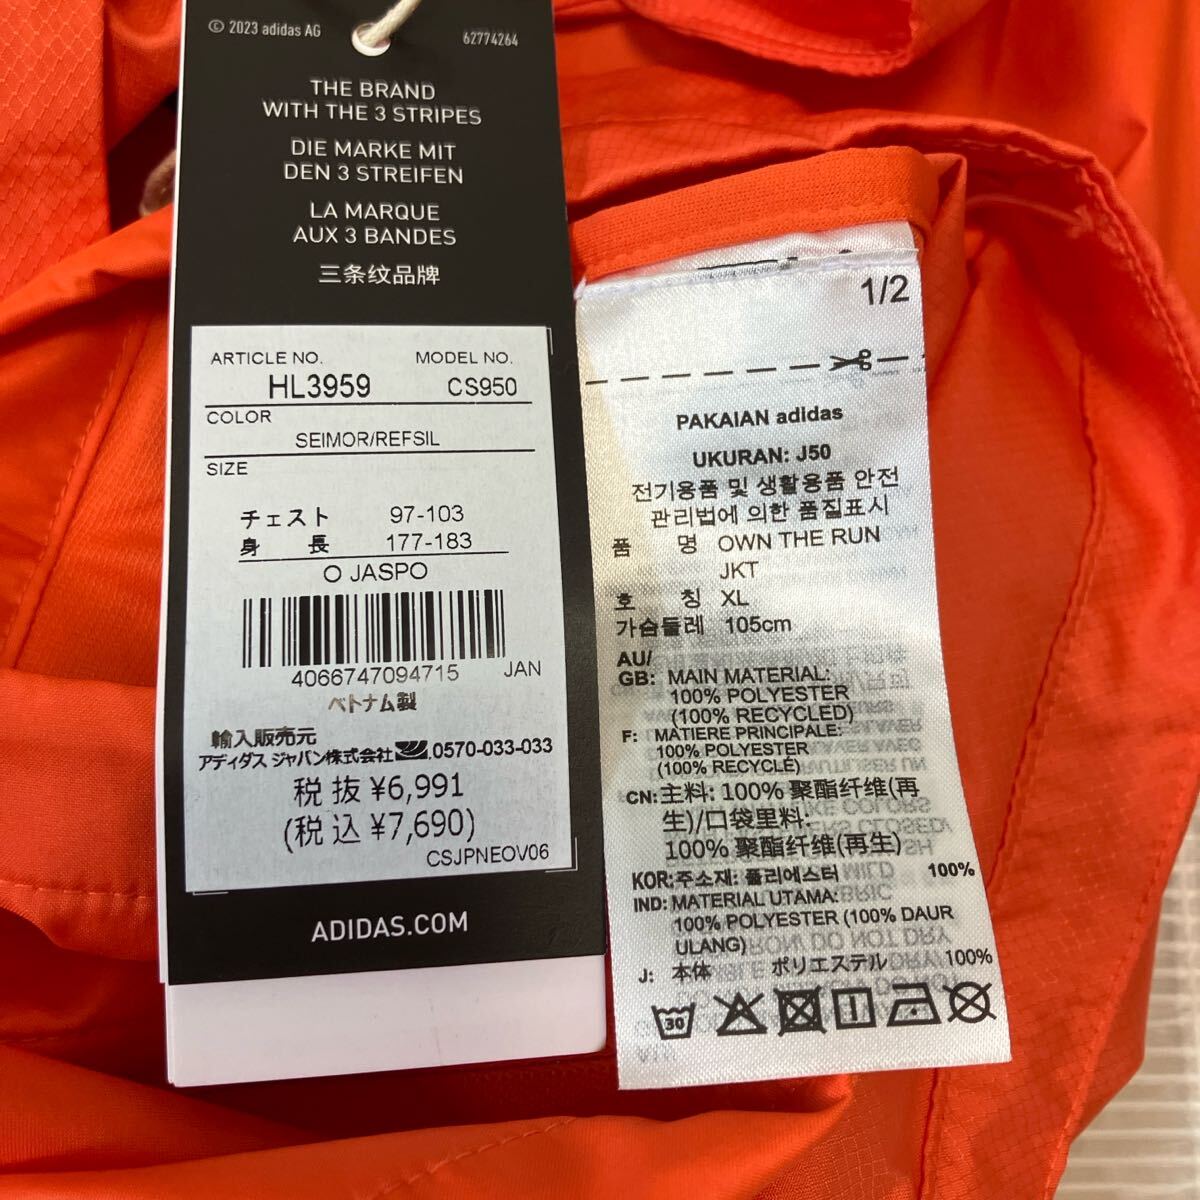 © 2023 adidas AG
62774264
THE BRAND
WITH THE 3 STRIPES
DIE MARKE MIT
DEN 3 STREIFEN
LA MARQUE
AUX 3 BANDES
三条纹品牌
ARTICLE NO. MODEL NO.
HL3959 CS950
COLOR
SEIMOR/REFSIL
SIZE
チェスト 97-103
身 長 177-183
O JASPO
4066747094715 JAN
ベトナム製
輸入販売元
アディダス ジャパン株式会社 0570-033-033
税 抜 ¥6,991
(税 込 ¥7,690)
CSJPNEOV06
ADIDAS.COM
1/2
PAKAIAN adidas
UKURAN: J50
전기용품 및 생활용품 안전
관리법에 의한 품질표시
품 명 OWN THE RUN
JKT
호 칭 XL
가슴둘레 105cm
AU/
GB: MAIN MATERIAL:
100% POLYESTER
(100% RECYCLED)
F: MATIERE PRINCIPALE:
100% POLYESTER
(100% RECYCLÉ)
CN: 主料: 100% 聚酯纤维(再
生)/口袋里料:
100% 聚酯纤维(再生)
KOR: 주소재: 폴리에스터 100%
IND: MATERIAL UTAMA:
100% POLYESTER (100% DAUR
ULANG)
J: 本体 ポリエステル 100%
30